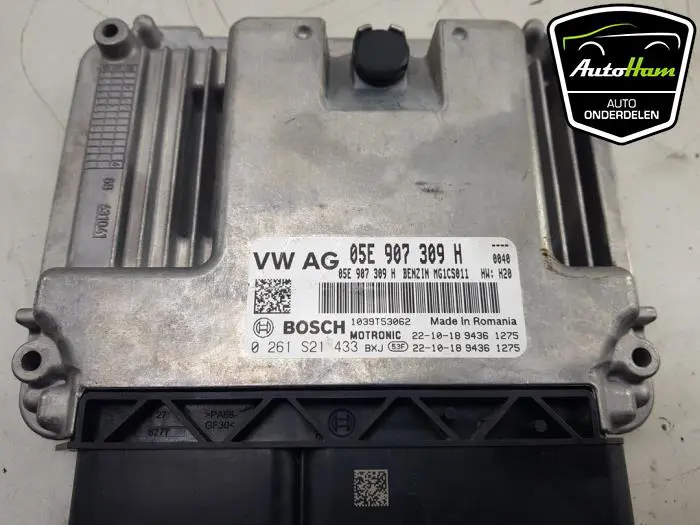 AutoHam
AUTO
ONDERDELEN
VW AG 05E 907 309 H ----
0040
05E 907 309 H BENZIN MG1CS011 HW: H20
BOSCH 1039T53062 Made in Romania
MOTRONIC 22-10-18 9436 1275
0 261 S21 433 BXJ 53F 22-10-18 9436 1275
27 >PA66-
8277 GF30<